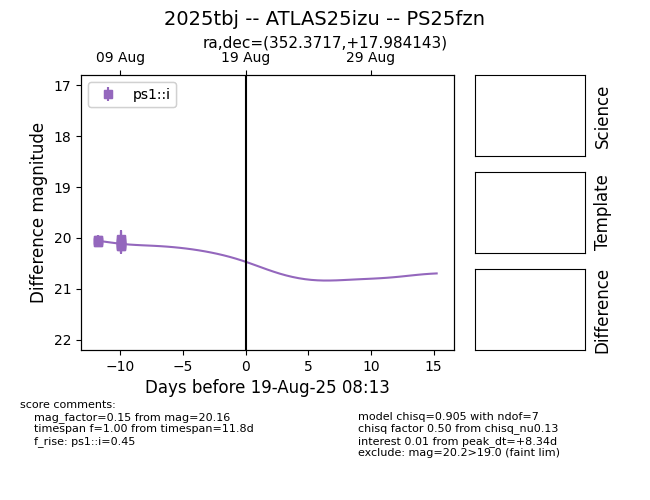 2025tbj -- ATLAS25izu -- PS25fzn
ra,dec=(352.3717,+17.984143)
09 Aug
19 Aug
29 Aug
ps1::i
17
18
19
20
21
22
Difference magnitude
−10
−5
0
5
10
15
Days before 19-Aug-25 08:13
Science
Template
Difference
score comments:
mag_factor=0.15 from mag=20.16
timespan f=1.00 from timespan=11.8d
f_rise: ps1::i=0.45
model chisq=0.905 with ndof=7
chisq factor 0.50 from chisq_nu0.13
interest 0.01 from peak_dt=+8.34d
exclude: mag=20.2>19.0 (faint lim)